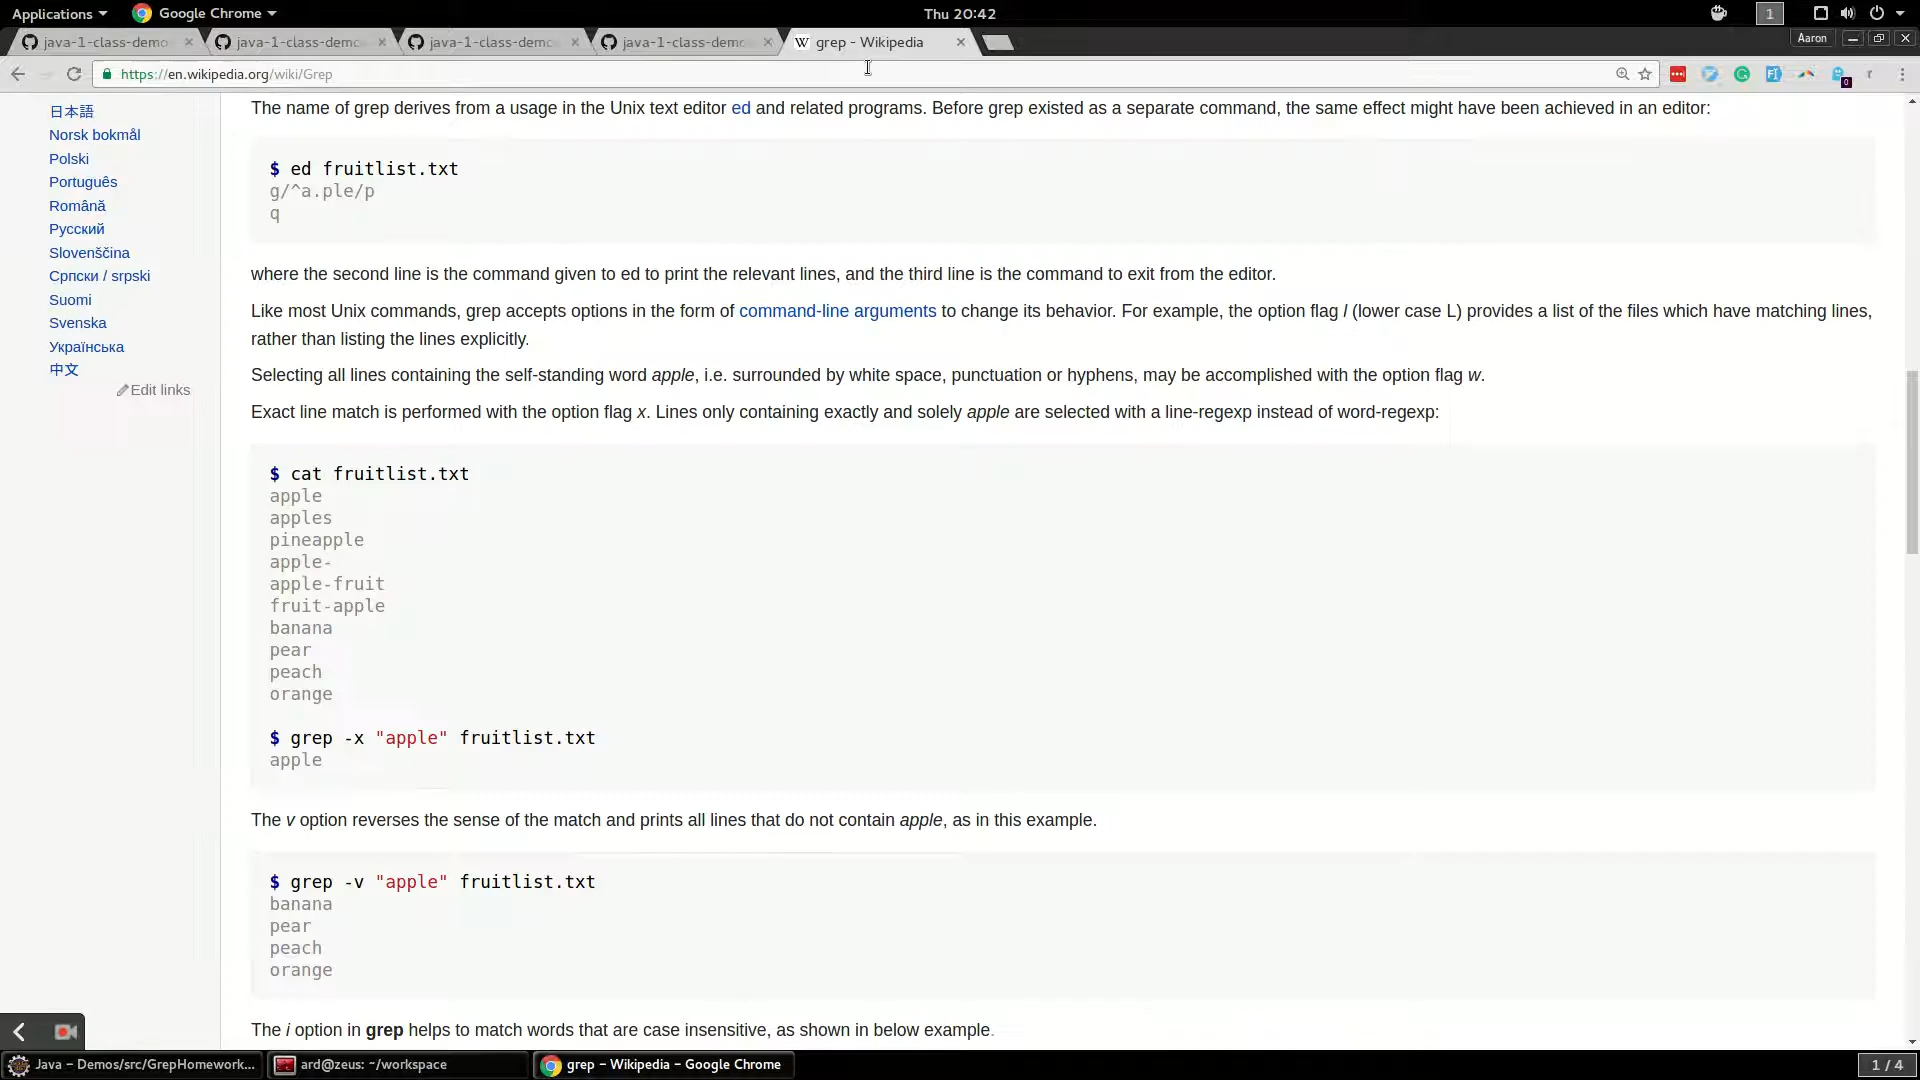 Applications
Google Chrome
Thu 20:42
1
java-1-class-demo
java-1-class-demo
java-1-class-demo
java-1-class-demo
grep - Wikipedia
Aaron
https://en.wikipedia.org/wiki/Grep
日本語
Norsk bokmål
Polski
Português
Română
Русский
Slovenščina
Српски / srpski
Suomi
Svenska
Українська
中文
Edit links
The name of grep derives from a usage in the Unix text editor ed and related programs. Before grep existed as a separate command, the same effect might have been achieved in an editor:
$ ed fruitlist.txt
g/^a.ple/p
q
where the second line is the command given to ed to print the relevant lines, and the third line is the command to exit from the editor.
Like most Unix commands, grep accepts options in the form of command-line arguments to change its behavior. For example, the option flag l (lower case L) provides a list of the files which have matching lines,
rather than listing the lines explicitly.
Selecting all lines containing the self-standing word apple, i.e. surrounded by white space, punctuation or hyphens, may be accomplished with the option flag w.
Exact line match is performed with the option flag x. Lines only containing exactly and solely apple are selected with a line-regexp instead of word-regexp:
$ cat fruitlist.txt
apple
apples
pineapple
apple-
apple-fruit
fruit-apple
banana
pear
peach
orange
$ grep -x "apple" fruitlist.txt
apple
The v option reverses the sense of the match and prints all lines that do not contain apple, as in this example.
$ grep -v "apple" fruitlist.txt
banana
pear
peach
orange
The i option in grep helps to match words that are case insensitive, as shown in below example.
Java - Demos/src/GrepHomework...
ard@zeus: ~/workspace
grep - Wikipedia - Google Chrome
1 / 4